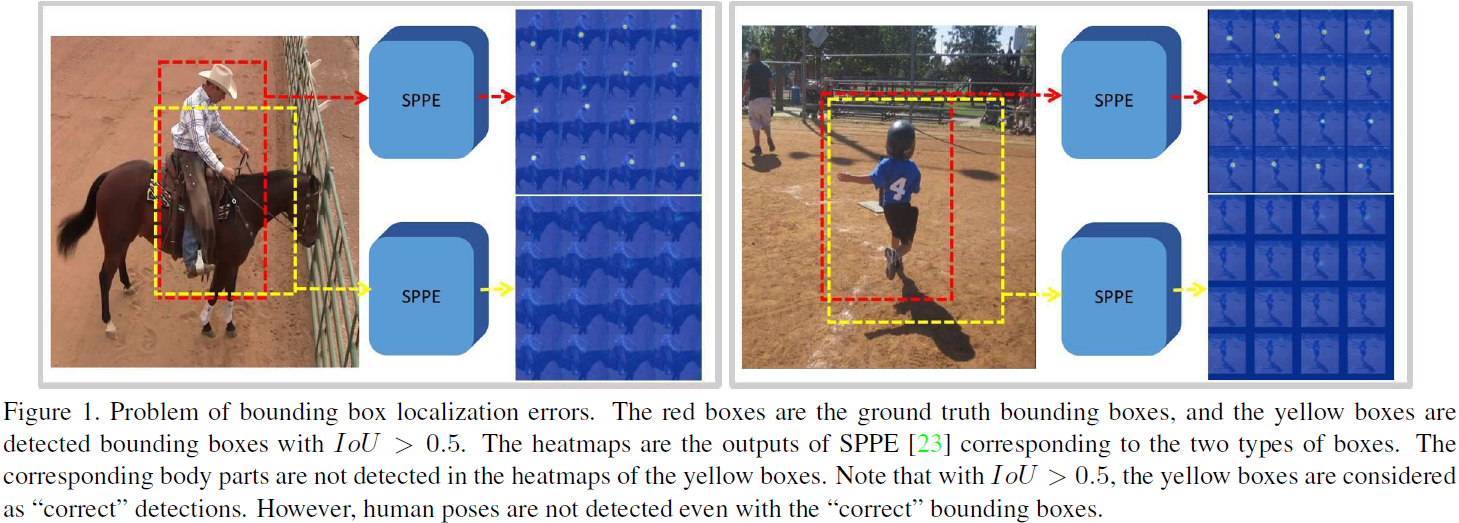 SPPE
SPPE
SPPE
SPPE
4
Figure 1. Problem of bounding box localization errors. The red boxes are the ground truth bounding boxes, and the yellow boxes are
detected bounding boxes with IoU > 0.5. The heatmaps are the outputs of SPPE [23] corresponding to the two types of boxes. The
corresponding body parts are not detected in the heatmaps of the yellow boxes. Note that with IoU > 0.5, the yellow boxes are considered
as “correct” detections. However, human poses are not detected even with the “correct” bounding boxes.